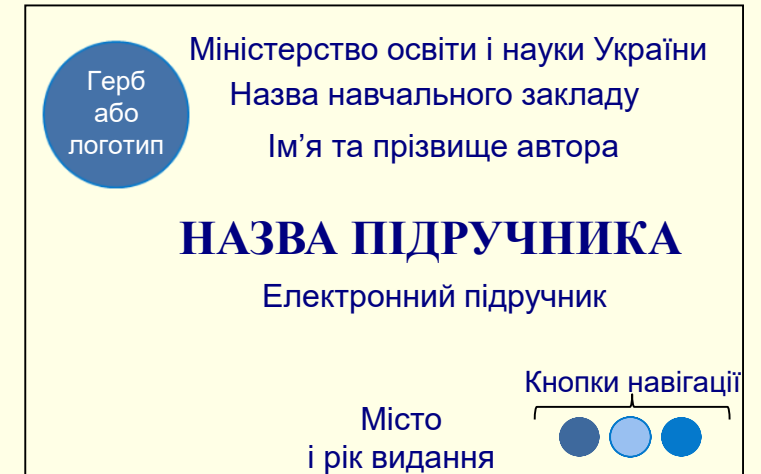 Міністерство освіти і науки України
Герб
або
логотип
Назва навчального закладу
Ім’я та прізвище автора
НАЗВА ПІДРУЧНИКА
Електронний підручник
Кнопки навігації
Місто
і рік видання